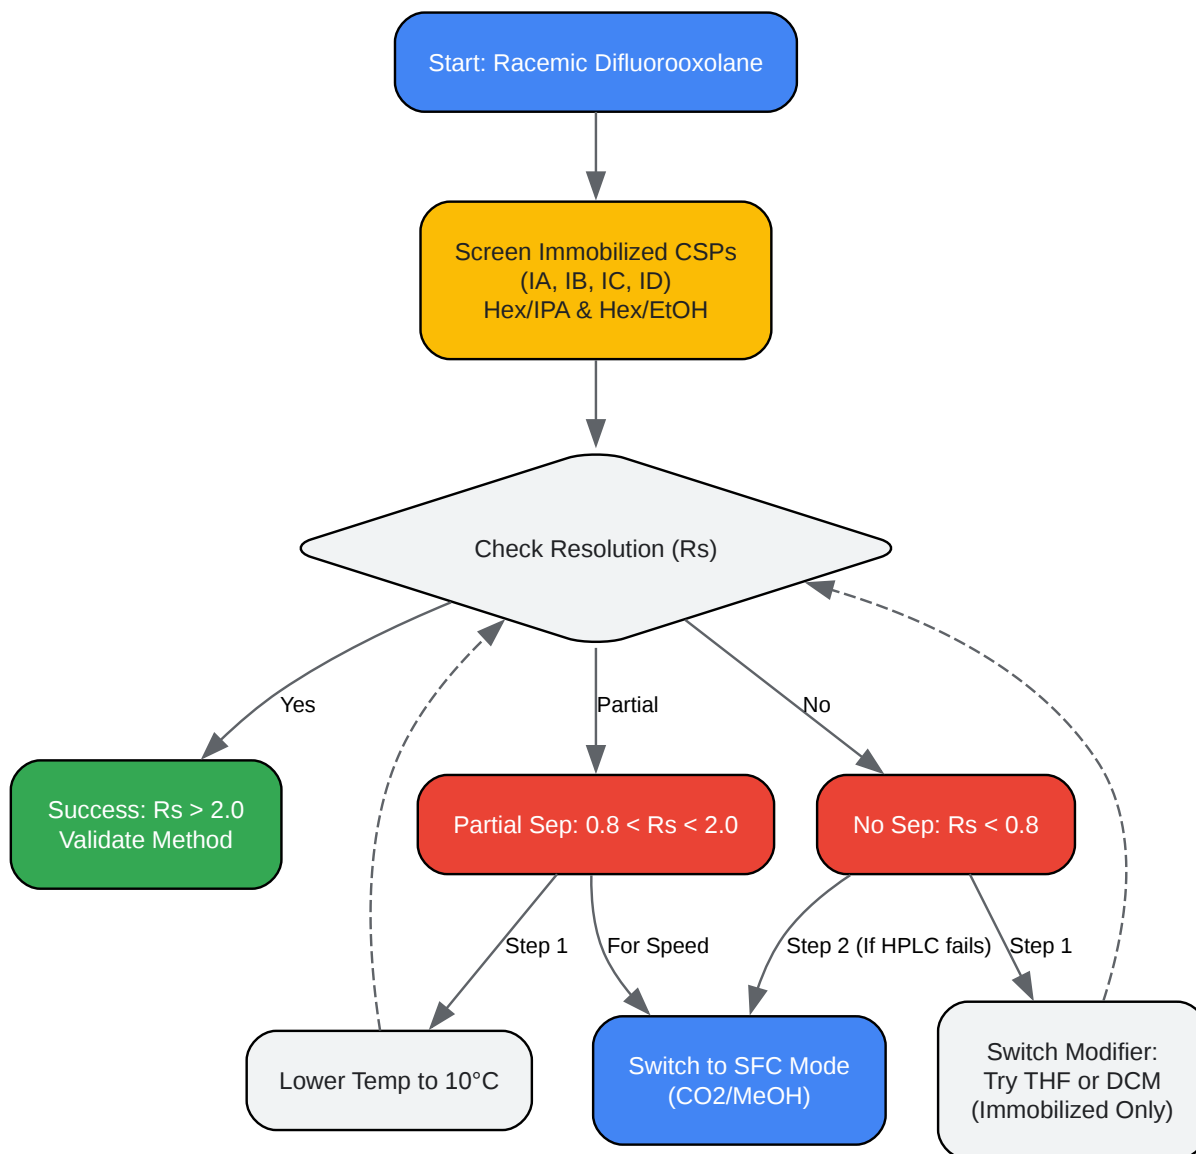 Start: Racemic Difluorooxolane
Screen Immobilized CSPs
(IA, IB, IC, ID)
Hex/IPA & Hex/EtOH
Check Resolution (Rs)
Yes
Partial
No
Success: Rs > 2.0
Validate Method
Partial Sep: 0.8 < Rs < 2.0
No Sep: Rs < 0.8
Step 1
For Speed
Step 2 (If HPLC fails)
Step 1
Lower Temp to 10°C
Switch to SFC Mode
(CO2/MeOH)
Switch Modifier:
Try THF or DCM
(Immobilized Only)